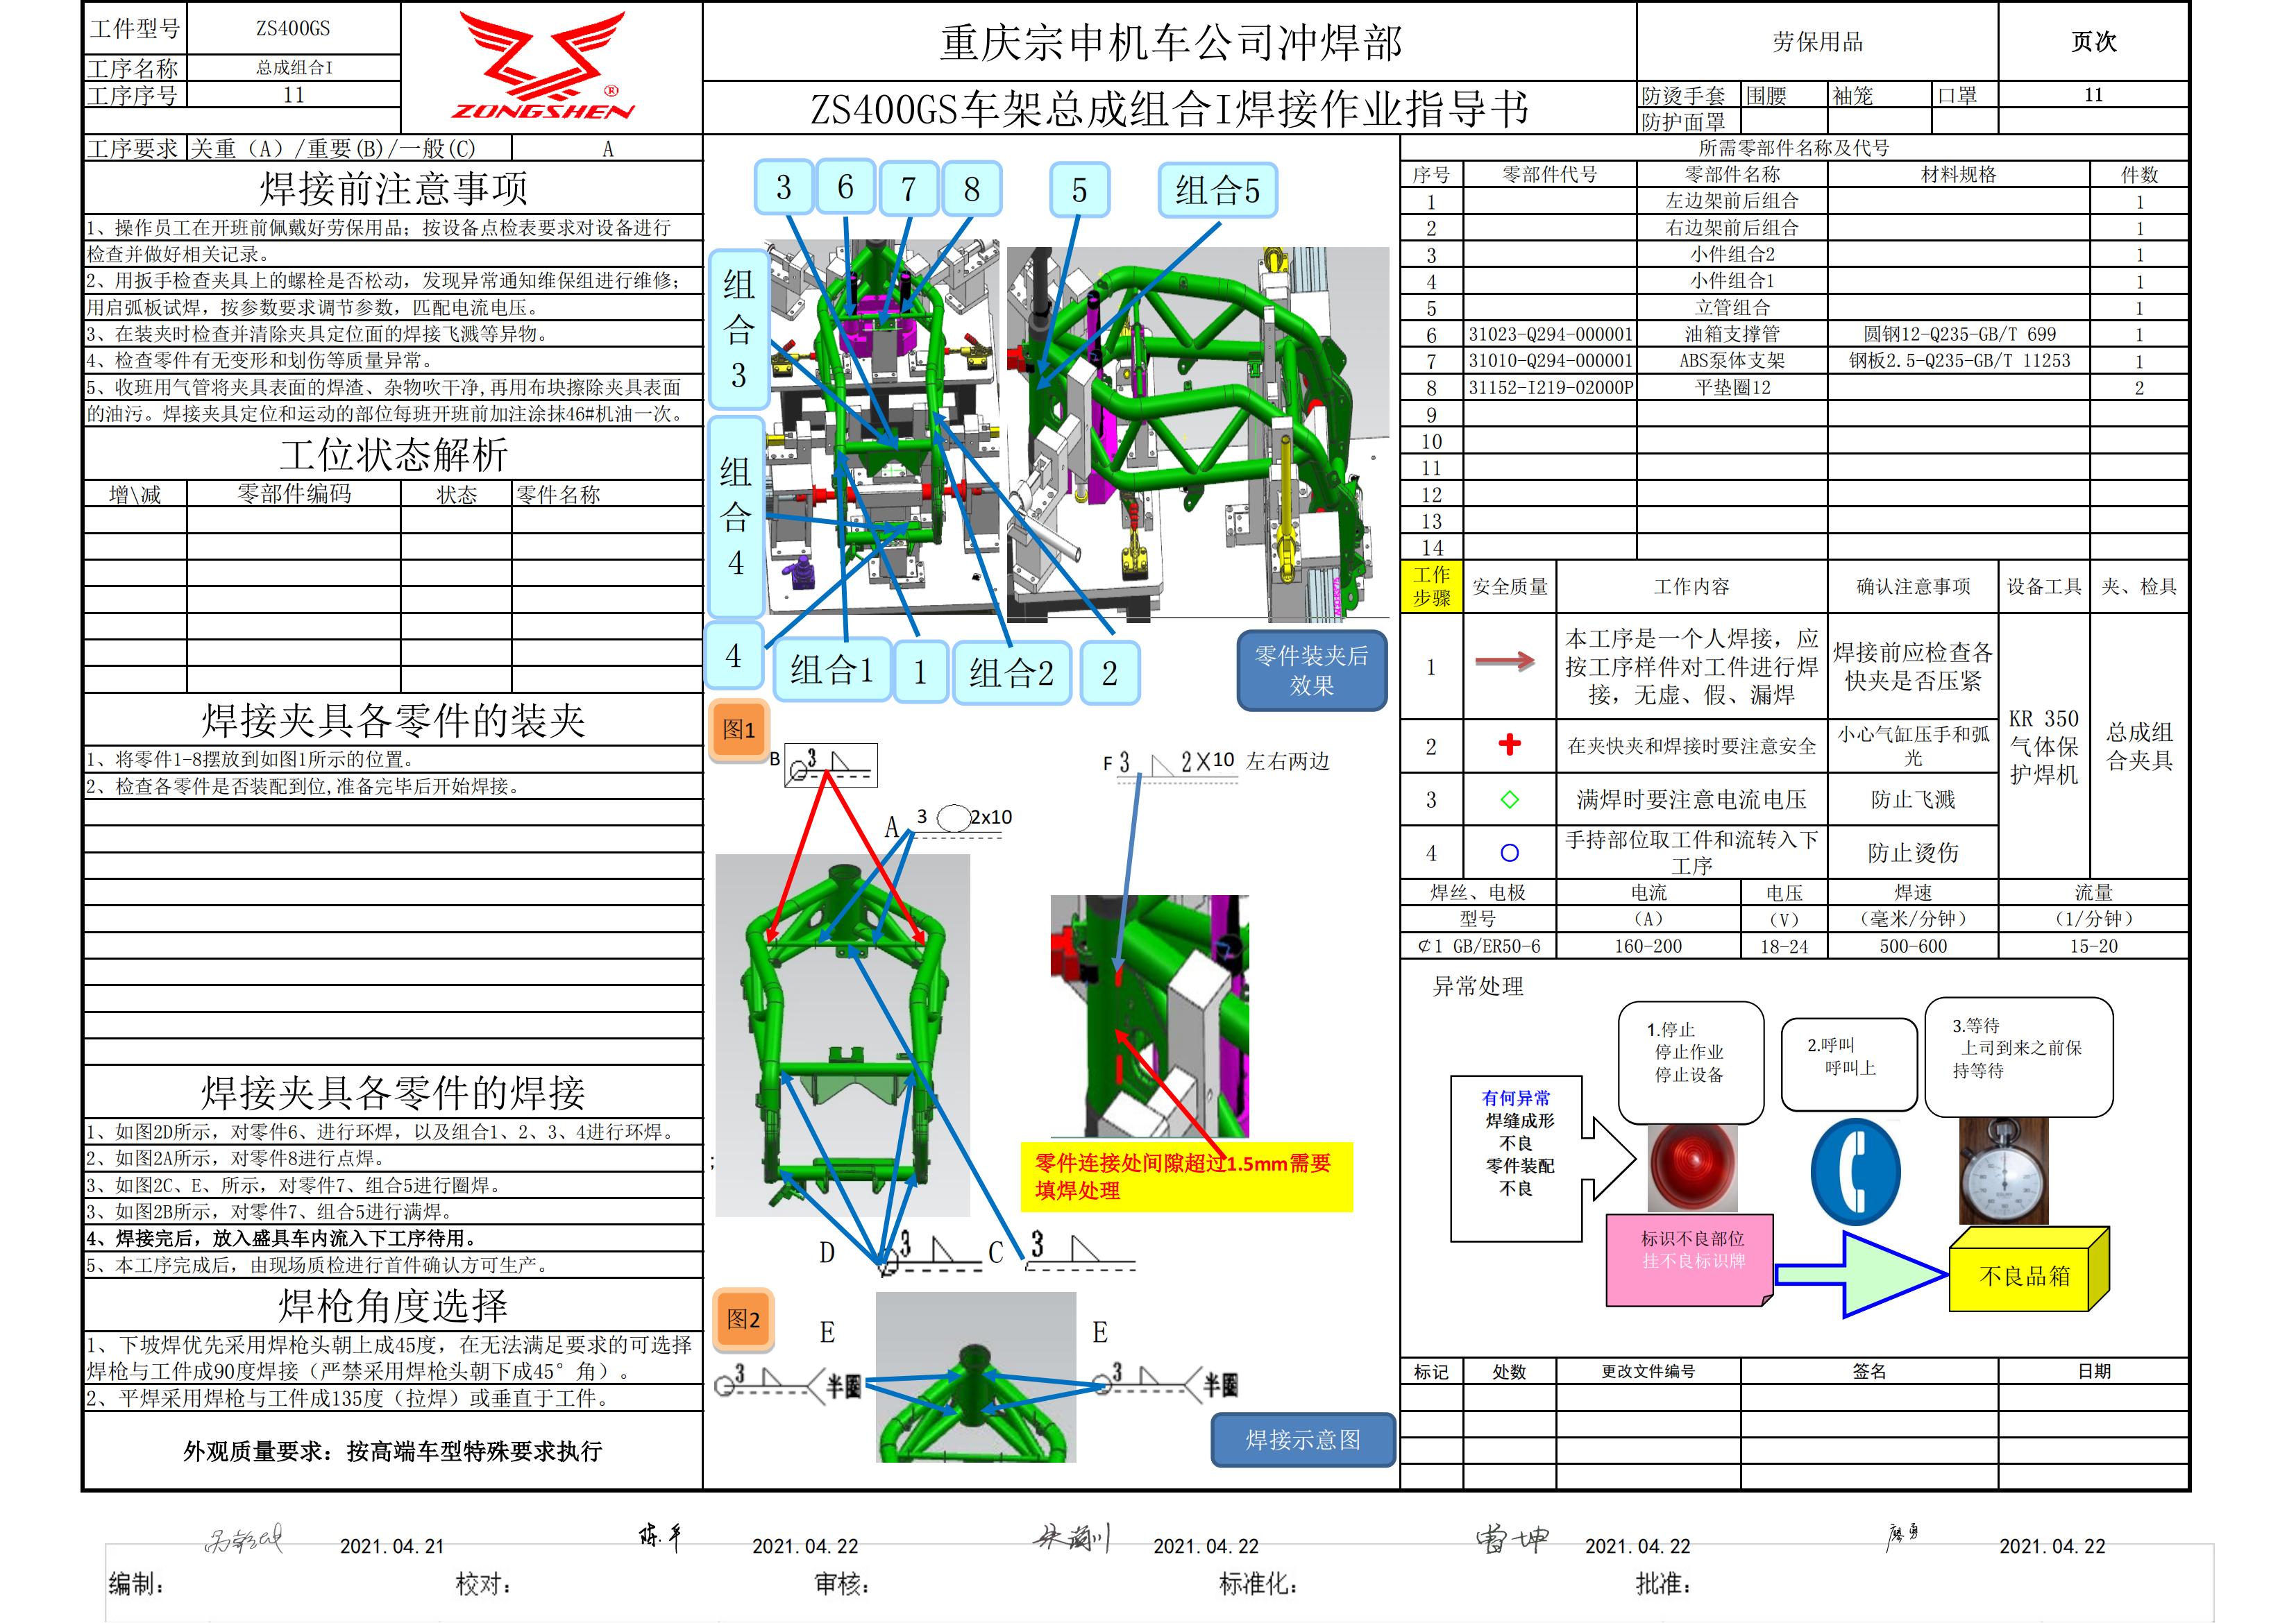 工件型号 ZS400GS
工序名称 总成组合I
工序序号 11
ZONGSHEN ®
重庆宗申机车公司冲焊部
ZS400GS车架总成组合I焊接作业指导书
劳保用品 页次
防烫手套 围腰 袖笼 口罩 11
防护面罩
工序要求 关重（A）/重要(B)/一般(C) A
焊接前注意事项
1、操作员工在开班前佩戴好劳保用品；按设备点检表要求对设备进行
检查并做好相关记录。
2、用扳手检查夹具上的螺栓是否松动，发现异常通知维保组进行维修；
用启弧板试焊，按参数要求调节参数，匹配电流电压。
3、在装夹时检查并清除夹具定位面的焊接飞溅等异物。
4、检查零件有无变形和划伤等质量异常。
5、收班用气管将夹具表面的焊渣、杂物吹干净,再用布块擦除夹具表面
的油污。焊接夹具定位和运动的部位每班开班前加注涂抹46#机油一次。
工位状态解析
增\减 零部件编码 状态 零件名称
焊接夹具各零件的装夹
1、将零件1-8摆放到如图1所示的位置。
2、检查各零件是否装配到位,准备完毕后开始焊接。
焊接夹具各零件的焊接
1、如图2D所示，对零件6、进行环焊，以及组合1、2、3、4进行环焊。
2、如图2A所示，对零件8进行点焊。
3、如图2C、E、所示，对零件7、组合5进行圈焊。
3、如图2B所示，对零件7、组合5进行满焊。
4、焊接完后，放入盛具车内流入下工序待用。
5、本工序完成后，由现场质检进行首件确认方可生产。
焊枪角度选择
1、下坡焊优先采用焊枪头朝上成45度，在无法满足要求的可选择
焊枪与工件成90度焊接（严禁采用焊枪头朝下成45°角）。
2、平焊采用焊枪与工件成135度（拉焊）或垂直于工件。
外观质量要求：按高端车型特殊要求执行
3 6 7 8 5 组合5
组合3
组合4
4 组合1 1 组合2 2
零件装夹后
效果
图1
B 3
F 3 2X10 左右两边
A 3 2x10
;
零件连接处间隙超过1.5mm需要
填焊处理
D 3 C 3
图2
E E
3 半圈 3 半圈
焊接示意图
所需零部件名称及代号
序号 零部件代号 零部件名称 材料规格 件数
1 左边架前后组合 1
2 右边架前后组合 1
3 小件组合2 1
4 小件组合1 1
5 立管组合 1
6 31023-Q294-000001 油箱支撑管 圆钢12-Q235-GB/T 699 1
7 31010-Q294-000001 ABS泵体支架 钢板2.5-Q235-GB/T 11253 1
8 31152-I219-02000P 平垫圈12 2
9
10
11
12
13
14
工作
步骤 安全质量 工作内容 确认注意事项 设备工具 夹、检具
1 本工序是一个人焊接，应
按工序样件对工件进行焊
接，无虚、假、漏焊 焊接前应检查各
快夹是否压紧
2 在夹快夹和焊接时要注意安全 小心气缸压手和弧
光
3 满焊时要注意电流电压 防止飞溅
4 手持部位取工件和流转入下
工序 防止烫伤
KR 350
气体保
护焊机
总成组
合夹具
焊丝、电极 电流 电压 焊速 流量
型号 （A） （V） （毫米/分钟） （1/分钟）
¢1 GB/ER50-6 160-200 18-24 500-600 15-20
异常处理
有何异常
焊缝成形
不良
零件装配
不良
1.停止
停止作业
停止设备
2.呼叫
呼叫上
3.等待
上司到来之前保
持等待
标识不良部位
挂不良标识牌
不良品箱
标记 处数 更改文件编号 签名 日期
2021.04.21 陈平 2021.04.22 2021.04.22 雷坤 2021.04.22 廖勇 2021.04.22
编制： 校对： 审核： 标准化： 批准：